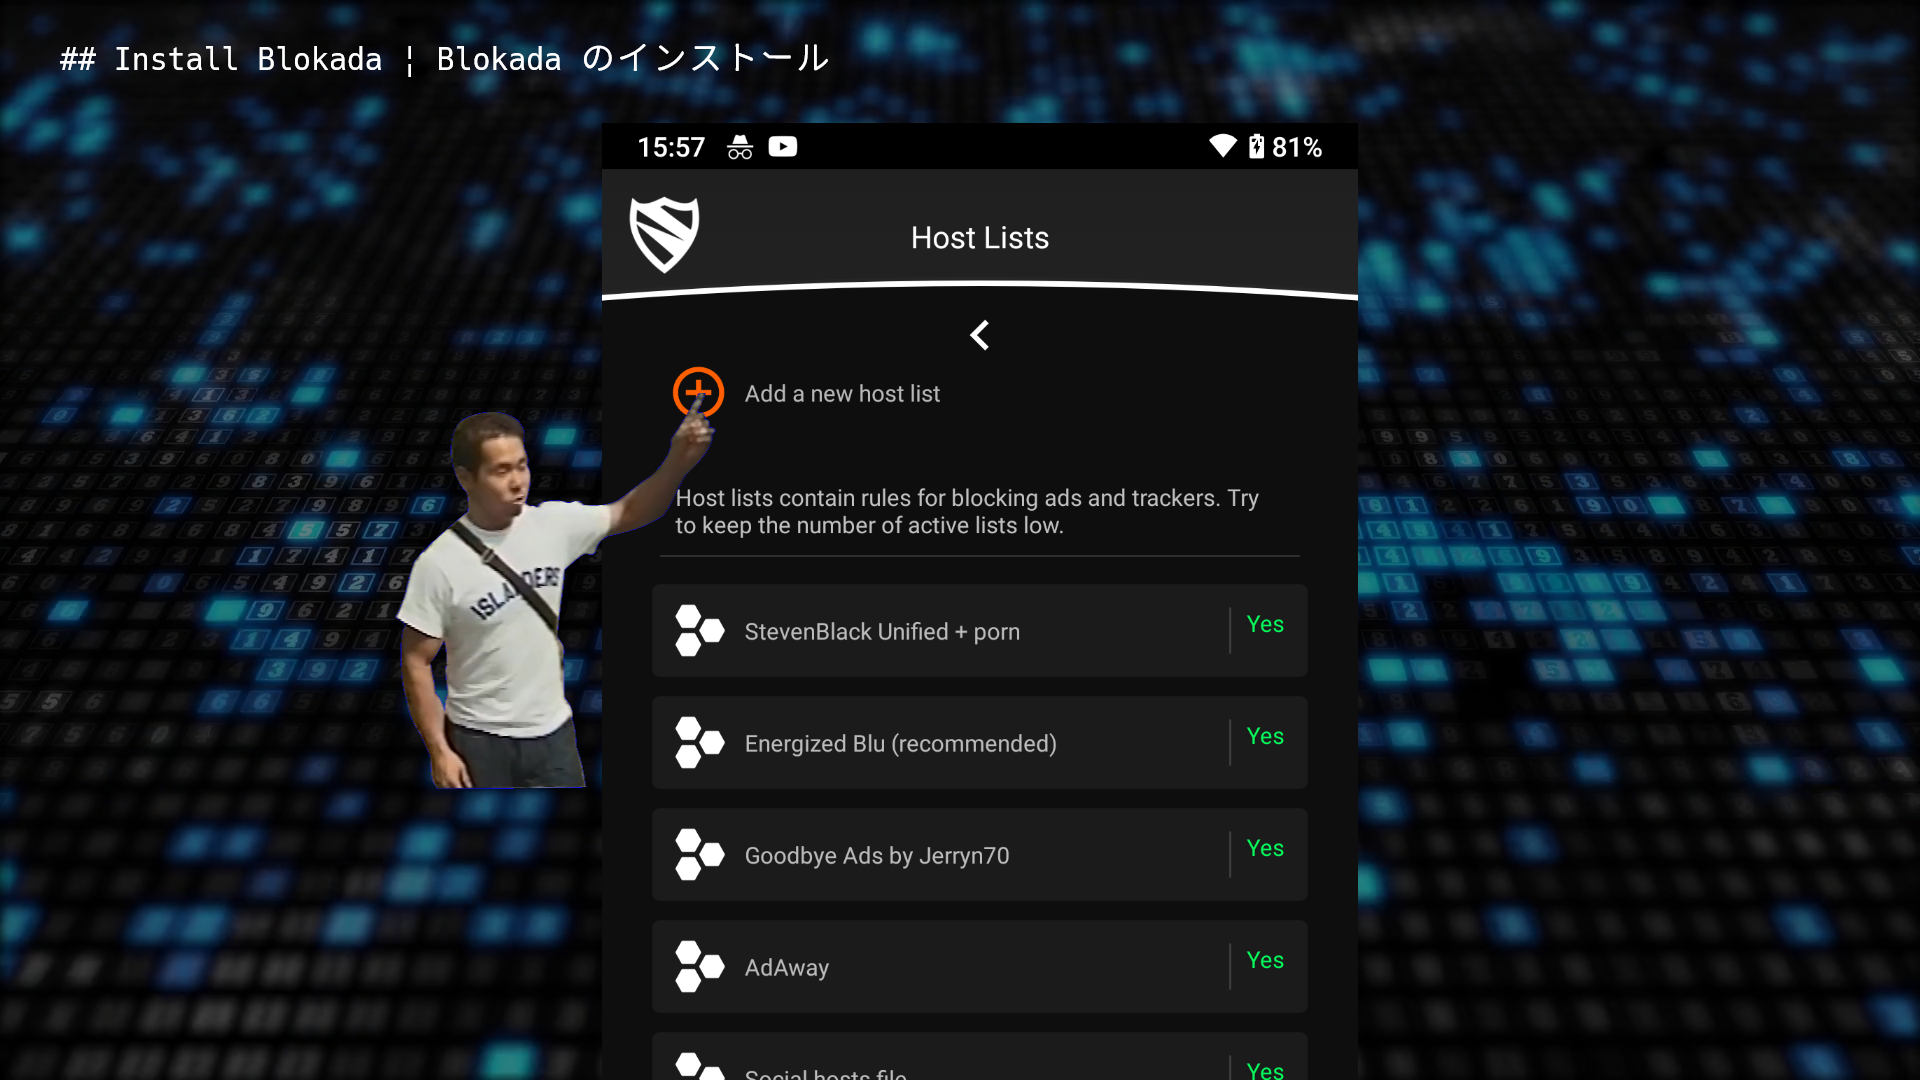 ## Install Blokada ¦ Blokada のインストール
15:57
81%
Host Lists
Add a new host list
Host lists contain rules for blocking ads and trackers. Try
to keep the number of active lists low.
StevenBlack Unified + porn
Yes
Energized Blu (recommended)
Yes
Goodbye Ads by Jerryn70
Yes
AdAway
Yes
Social hosts file
Yes
ISLANDERS